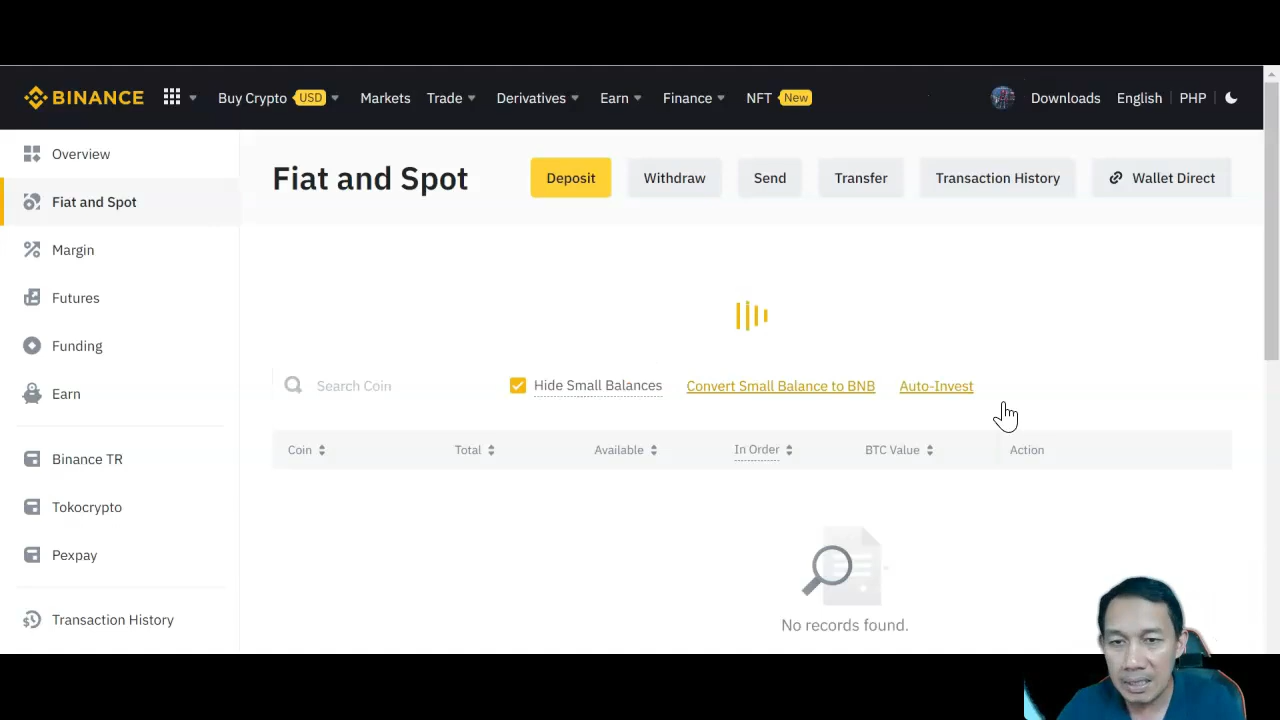 BINANCE
Buy Crypto USD
Markets
Trade
Derivatives
Earn
Finance
NFT New
Downloads
English
PHP
Overview
Fiat and Spot
Margin
Futures
Funding
Earn
Binance TR
Tokocrypto
Pexpay
Transaction History
Fiat and Spot
Deposit
Withdraw
Send
Transfer
Transaction History
Wallet Direct
Search Coin
Hide Small Balances
Convert Small Balance to BNB
Auto-Invest
Coin
Total
Available
In Order
BTC Value
Action
No records found.